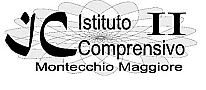 IC Istituto II
Comprensivo
Montecchio Maggiore